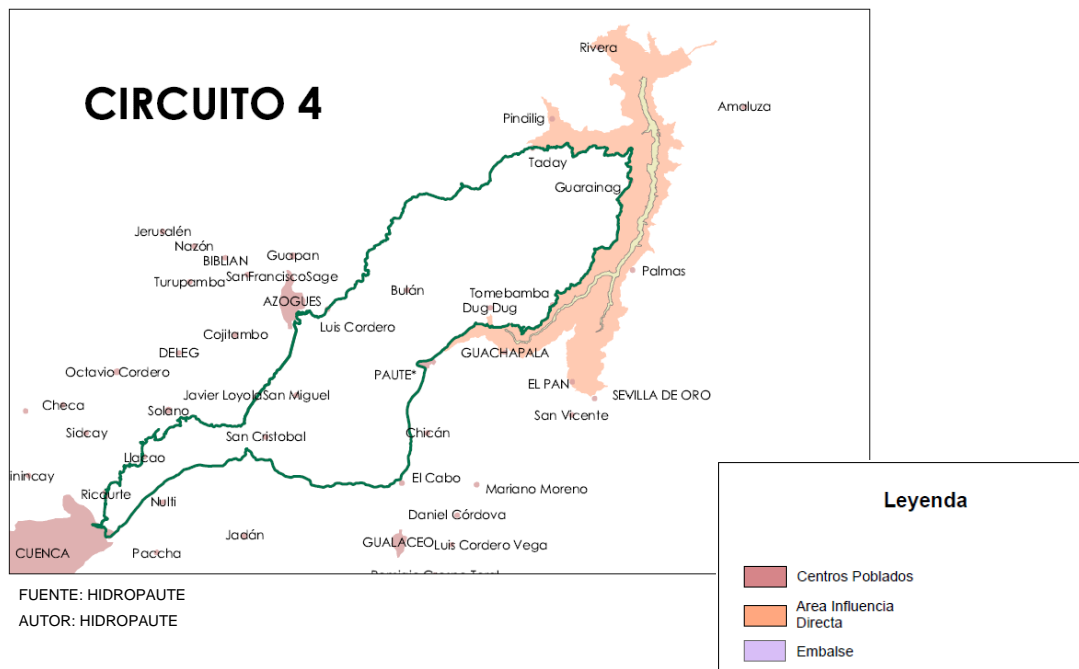 CIRCUITO 4
Rivera
Amaluza
Pindilig
Taday
Guarainag
Jerusalén
Nazón
BIBLIAN
Guapan
SanFranciscoSage
Turupamba
Palmas
Bulán
Tomebamba
AZOGUES
Dug Dug
Luis Cordero
Cojitambo
DELEG
GUACHAPALA
Octavio Cordero
PAUTE*
EL PAN
SEVILLA DE ORO
Javier Loyola
San Miguel
Checa
Solano
San Vicente
Sidcay
San Cristobal
Chicán
Llacao
inincay
El Cabo
Mariano Moreno
Ricaurte
Nulti
Daniel Córdova
Jadán
CUENCA
Paccha
GUALACEO
Luis Cordero Vega
Leyenda
Centros Poblados
Area Influencia
Directa
Embalse
FUENTE: HIDROPAUTE
AUTOR: HIDROPAUTE